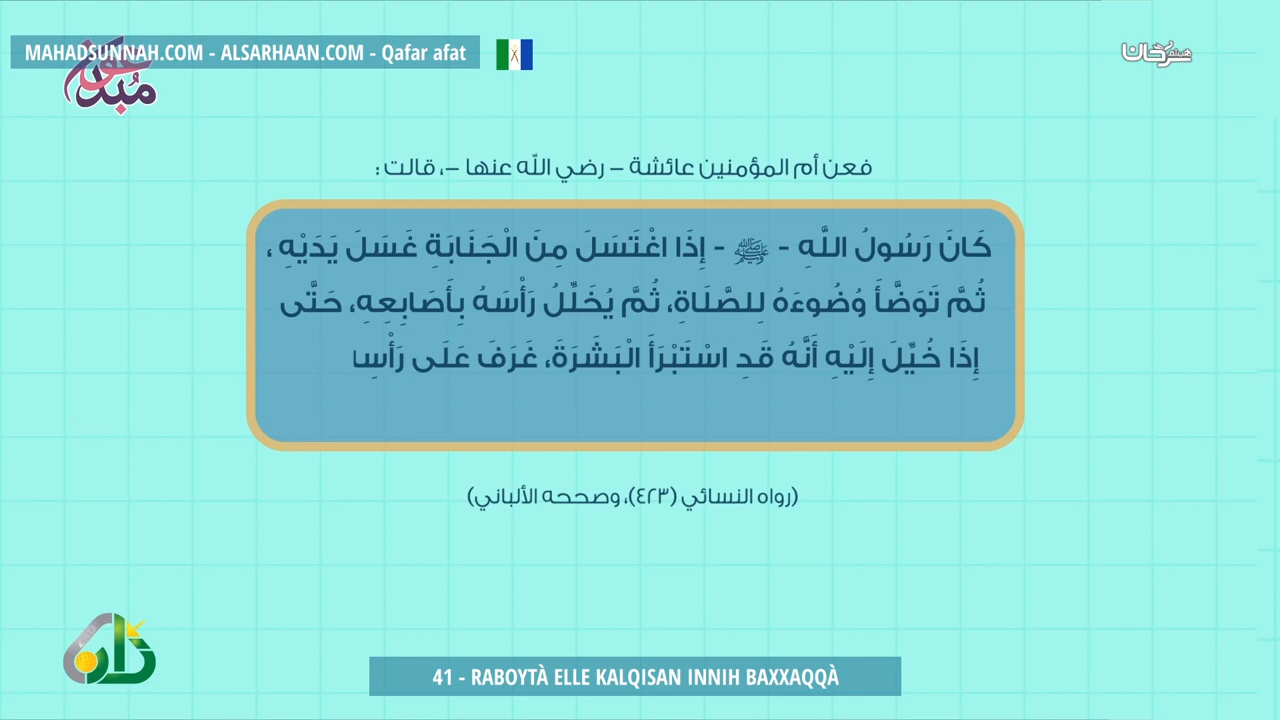 MAHADSUNNAH.COM - ALSARHAAN.COM - Qafar afat
مبدعون
فعن أم المؤمنين عائشة – رضي الله عنها –، قالت :
كَانَ رَسُولُ اللَّهِ - ﷺ - إِذَا اغْتَسَلَ مِنَ الْجَنَابَةِ غَسَلَ يَدَيْهِ ،
ثُمَّ تَوَضَّأَ وُضُوءَهُ لِلصَّلَاةِ، ثُمَّ يُخَلِّلُ رَأْسَهُ بِأَصَابِعِهِ، حَتَّى
إِذَا خُيِّلَ إِلَيْهِ أَنَّهُ قَدِ اسْتَبْرَأَ الْبَشَرَةَ، غَرَفَ عَلَى رَأْسِ
(رواه النسائي (٤٢٣)، وصححه الألباني)
41 - RABOYTÀ ELLE KALQISAN INNIH BAXXAQQÀ